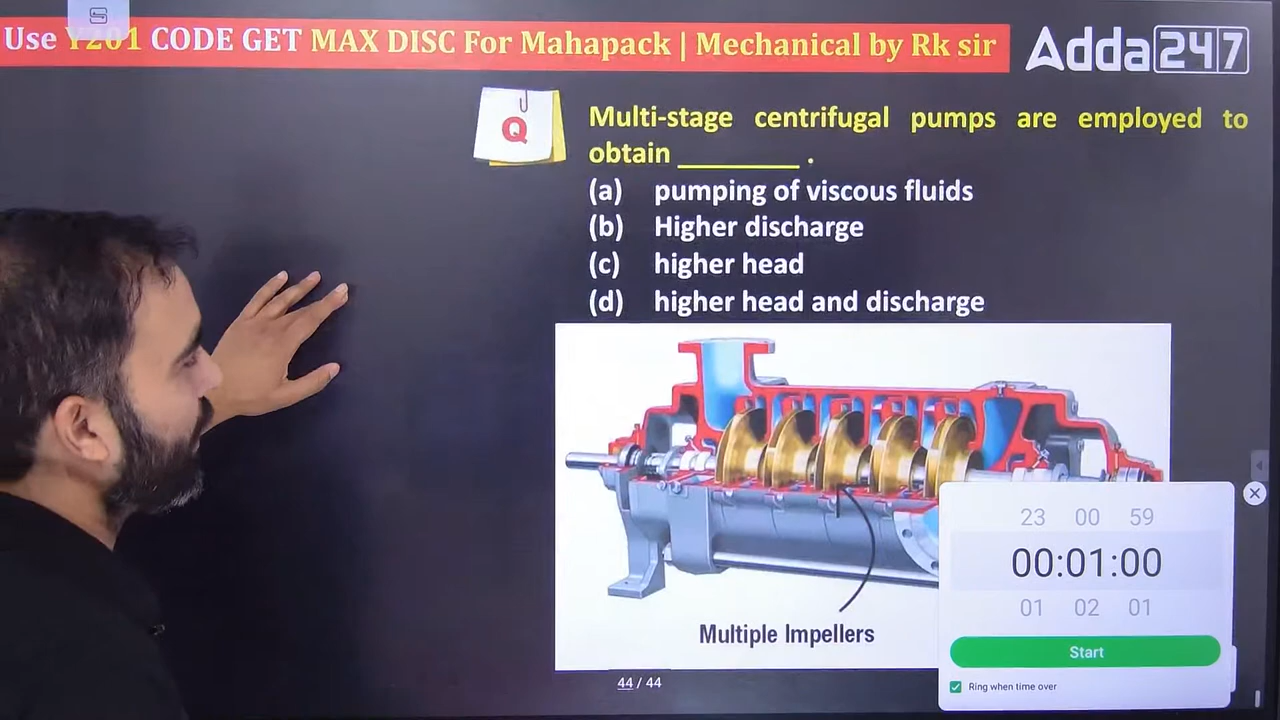 Use Y201 CODE GET MAX DISC For Mahapack | Mechanical by Rk sir
Adda247
Q
Multi-stage centrifugal pumps are employed to
obtain ________ .
(a) pumping of viscous fluids
(b) Higher discharge
(c) higher head
(d) higher head and discharge
Multiple Impellers
23 00 59
00:01:00
01 02 01
Start
Ring when time over
44 / 44